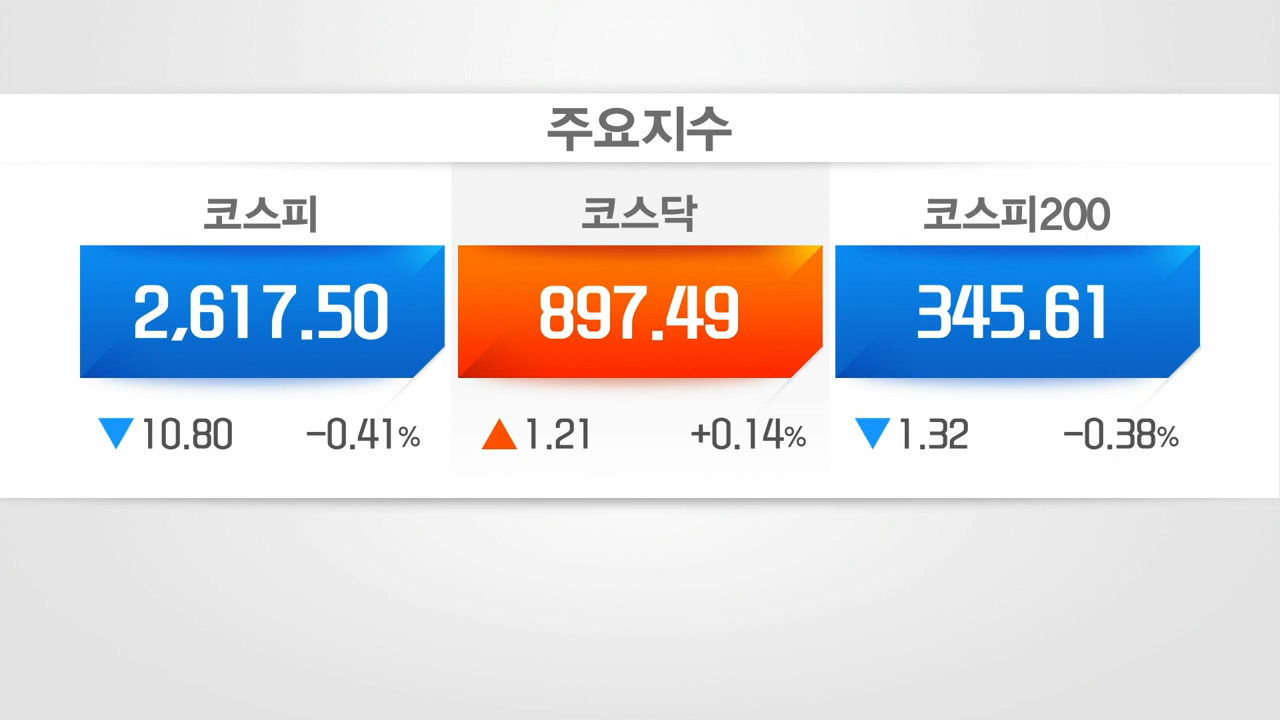 주요지수
코스피 코스닥 코스피200
2,617.50 897.49 345.61
▼10.80 -0.41% ▲1.21 +0.14% ▼1.32 -0.38%